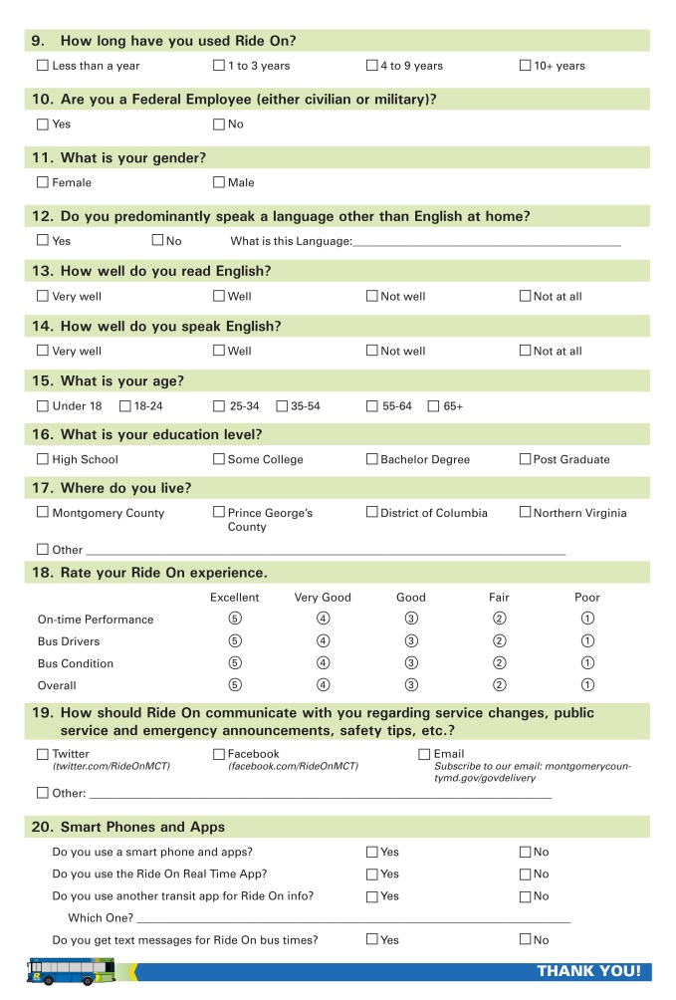 9. How long have you used Ride On?
Less than a year 1 to 3 years 4 to 9 years 10+ years
10. Are you a Federal Employee (either civilian or military)?
Yes No
11. What is your gender?
Female Male
12. Do you predominantly speak a language other than English at home?
Yes No What is this Language:
13. How well do you read English?
Very well Well Not well Not at all
14. How well do you speak English?
Very well Well Not well Not at all
15. What is your age?
Under 18 18-24 25-34 35-54 55-64 65+
16. What is your education level?
High School Some College Bachelor Degree Post Graduate
17. Where do you live?
Montgomery County Prince George's District of Columbia Northern Virginia
County
Other
18. Rate your Ride On experience.
Excellent Very Good Good Fair Poor
On-time Performance 5 4 3 2 1
Bus Drivers 5 4 3 2 1
Bus Condition 5 4 3 2 1
Overall 5 4 3 2 1
19. How should Ride On communicate with you regarding service changes, public
service and emergency announcements, safety tips, etc.?
Twitter Facebook Email
(twitter.com/RideOnMCT) (facebook.com/RideOnMCT) Subscribe to our email: montgomerycoun-
tymd.gov/govdelivery
Other:
20. Smart Phones and Apps
Do you use a smart phone and apps? Yes No
Do you use the Ride On Real Time App? Yes No
Do you use another transit app for Ride On info? Yes No
Which One?
Do you get text messages for Ride On bus times? Yes No
THANK YOU!